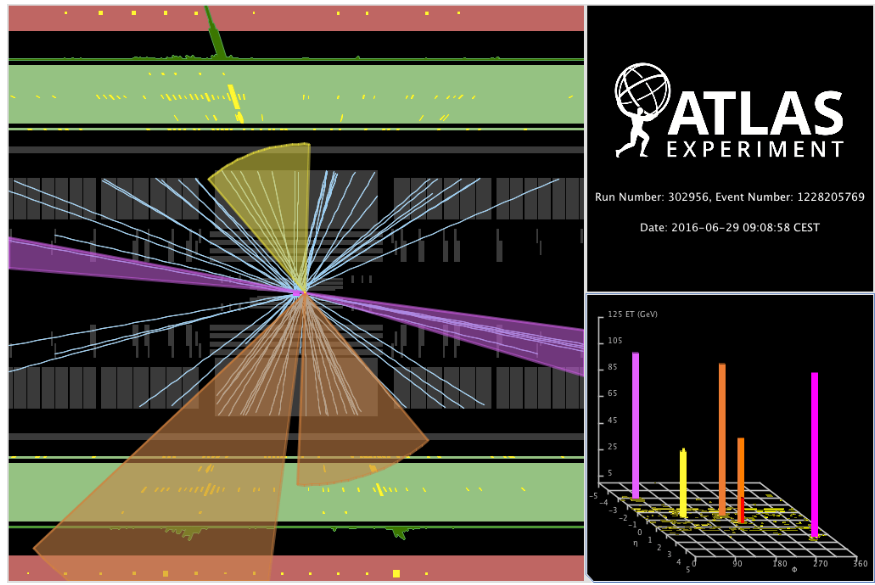 ATLAS
EXPERIMENT
Run Number: 302956, Event Number: 1228205769
Date: 2016-06-29 09:08:58 CEST
125 ET (GeV)
105
85
65
45
25
5
-5
-4
-3
-2
-1
0
η
1
2
3
4
5
0 90 180 270 360
Φ